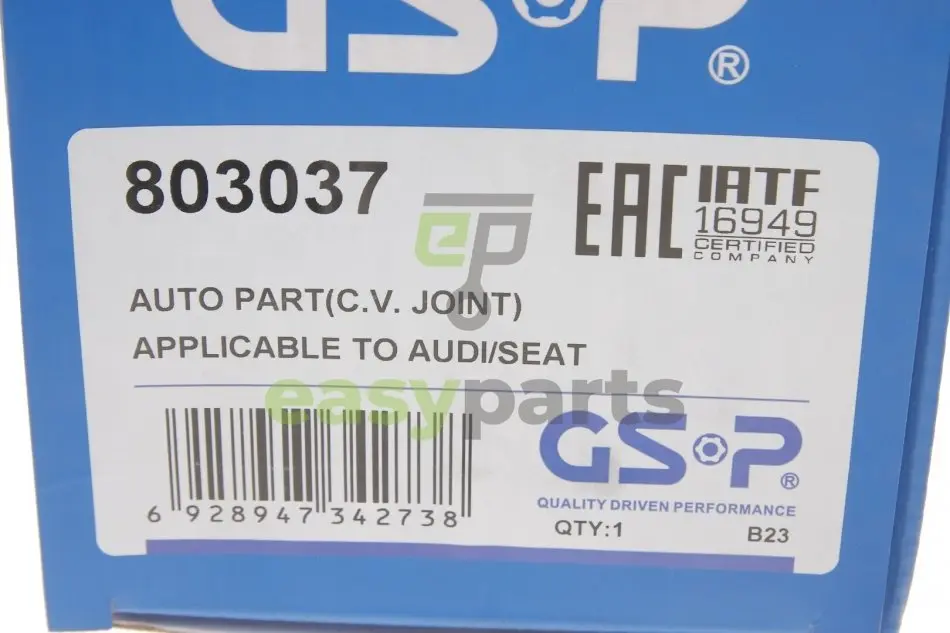 GSP ®
803037
EAC
IATF
16949
CERTIFIED
COMPANY
ep
AUTO PART(C.V. JOINT)
APPLICABLE TO AUDI/SEAT
easyparts
6 928947 342738
GSP ®
QUALITY DRIVEN PERFORMANCE
QTY:1
B23